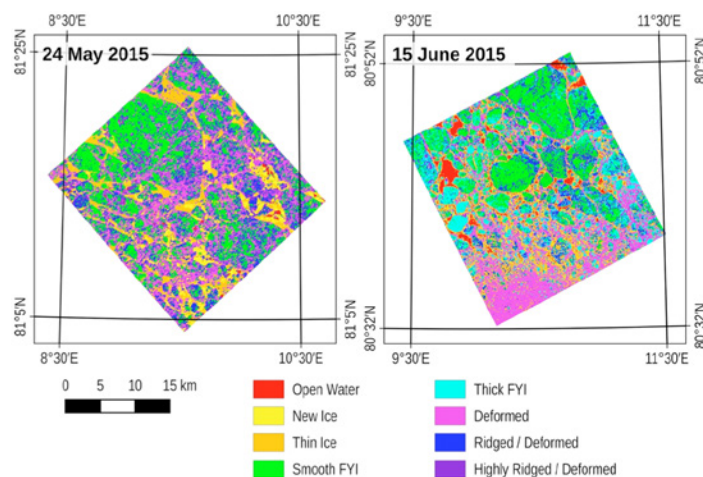 8°30'E 10°30'E 9°30'E 11°30'E
24 May 2015 15 June 2015
81°25'N 81°25'N 80°52'N 80°52'N
81°5'N 81°5'N 80°32'N 80°32'N
8°30'E 10°30'E 9°30'E 11°30'E
0 5 10 15 km
Open Water Thick FYI
New Ice Deformed
Thin Ice Ridged / Deformed
Smooth FYI Highly Ridged / Deformed